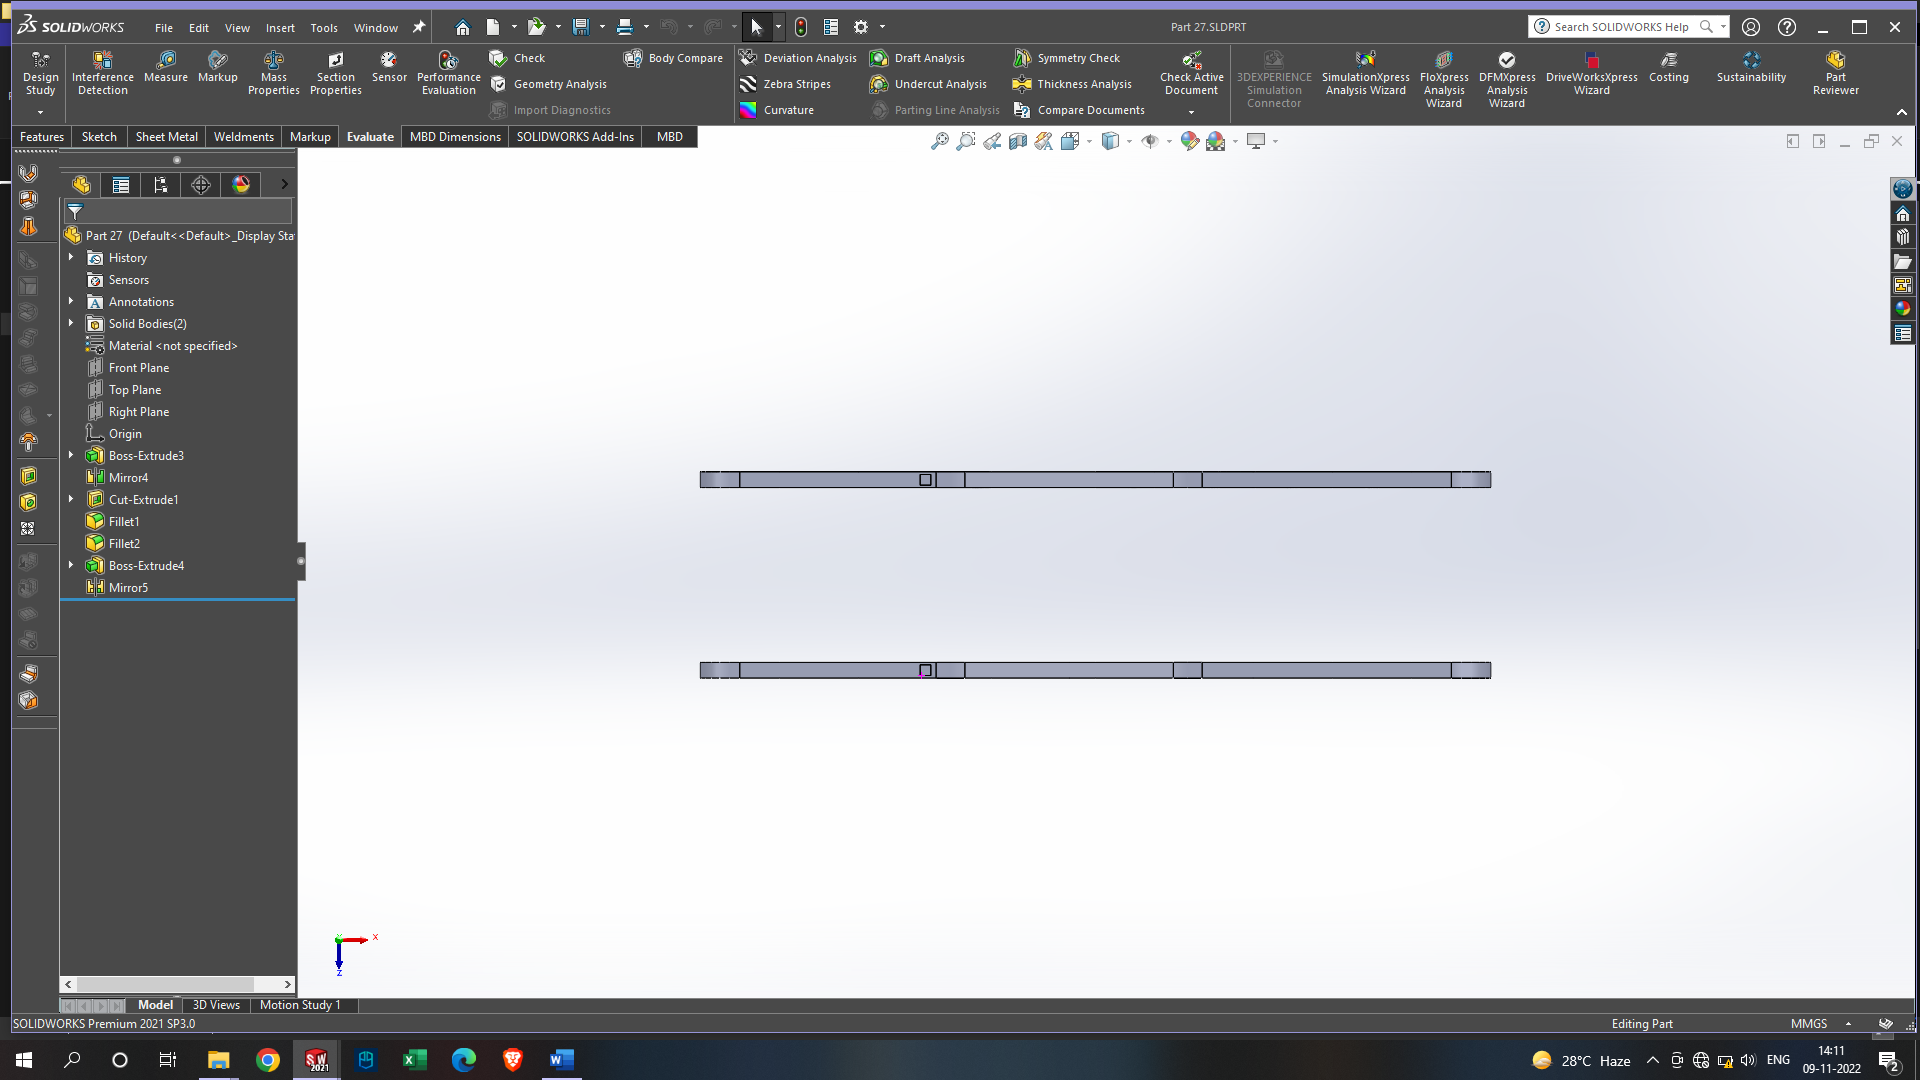 SOLIDWORKS File Edit View Insert Tools Window Part 27.SLDPRT Search SOLIDWORKS Help
Design Study
Interference Detection
Measure
Markup
Mass Properties
Section Properties
Sensor
Performance Evaluation
Check
Geometry Analysis
Import Diagnostics
Body Compare
Deviation Analysis
Zebra Stripes
Curvature
Draft Analysis
Undercut Analysis
Parting Line Analysis
Symmetry Check
Thickness Analysis
Compare Documents
Check Active Document
3DEXPERIENCE Simulation Connector
SimulationXpress Analysis Wizard
FloXpress Analysis Wizard
DFMXpress Analysis Wizard
DriveWorksXpress Wizard
Costing
Sustainability
Part Reviewer
Features Sketch Sheet Metal Weldments Markup Evaluate MBD Dimensions SOLIDWORKS Add-Ins MBD
Part 27 (Default<<Default>_Display Sta
History
Sensors
Annotations
Solid Bodies(2)
Material <not specified>
Front Plane
Top Plane
Right Plane
Origin
Boss-Extrude3
Mirror4
Cut-Extrude1
Fillet1
Fillet2
Boss-Extrude4
Mirror5
X
Z
Model 3D Views Motion Study 1
SOLIDWORKS Premium 2021 SP3.0 Editing Part MMGS
28°C Haze ENG 14:11
09-11-2022 2